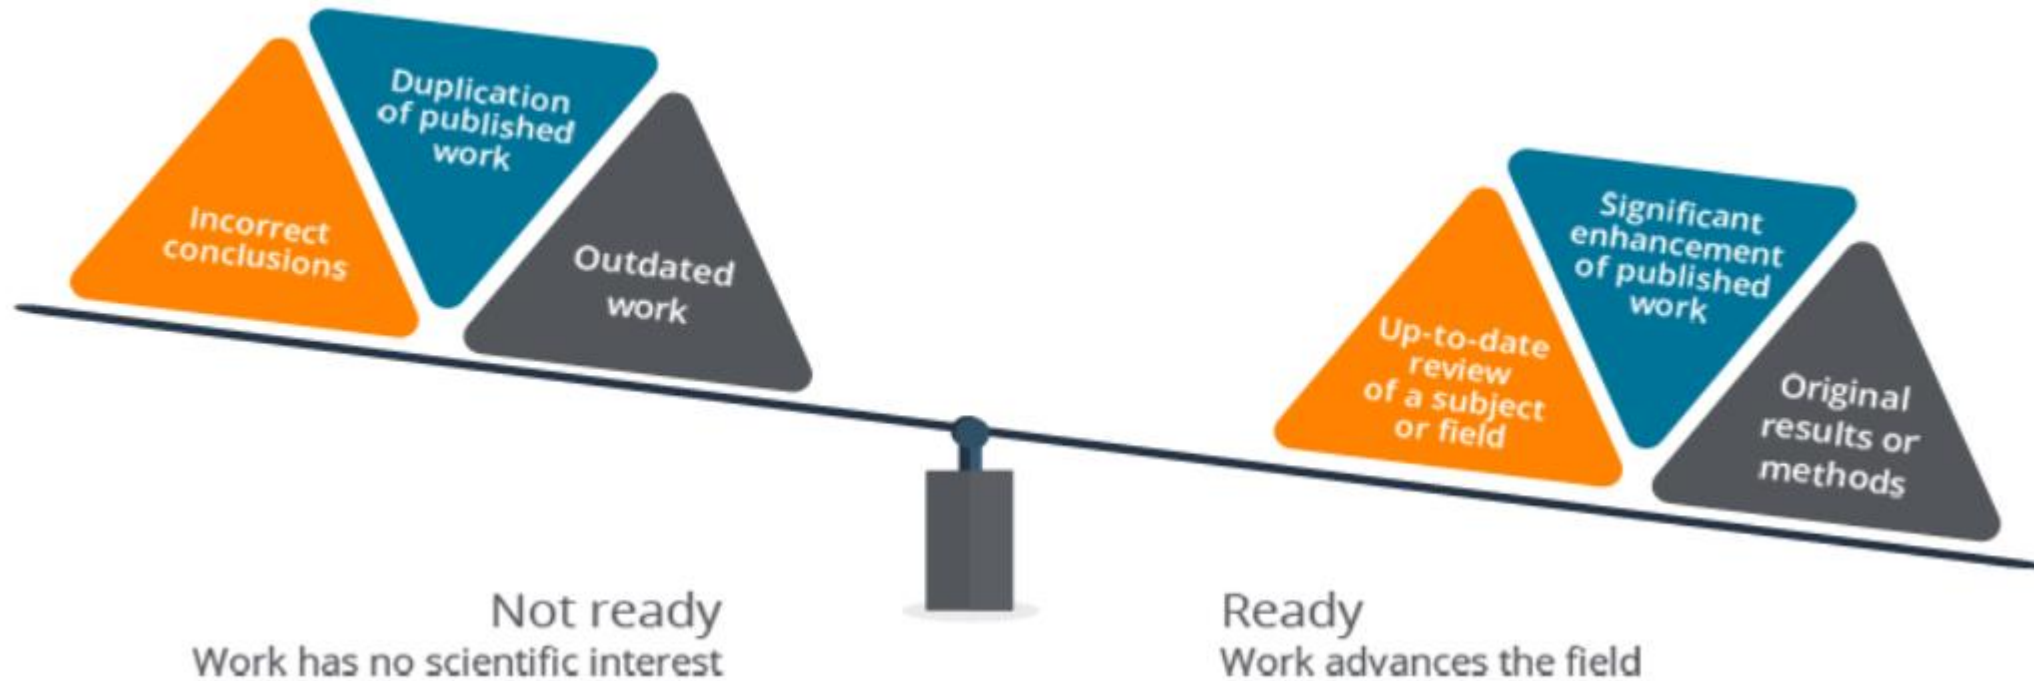 Incorrect
conclusions
Duplication
of published
work
Outdated
work
Up-to-date
review
of a subject
or field
Significant
enhancement
of published
work
Original
results or
methods
Not ready
Work has no scientific interest
Ready
Work advances the field